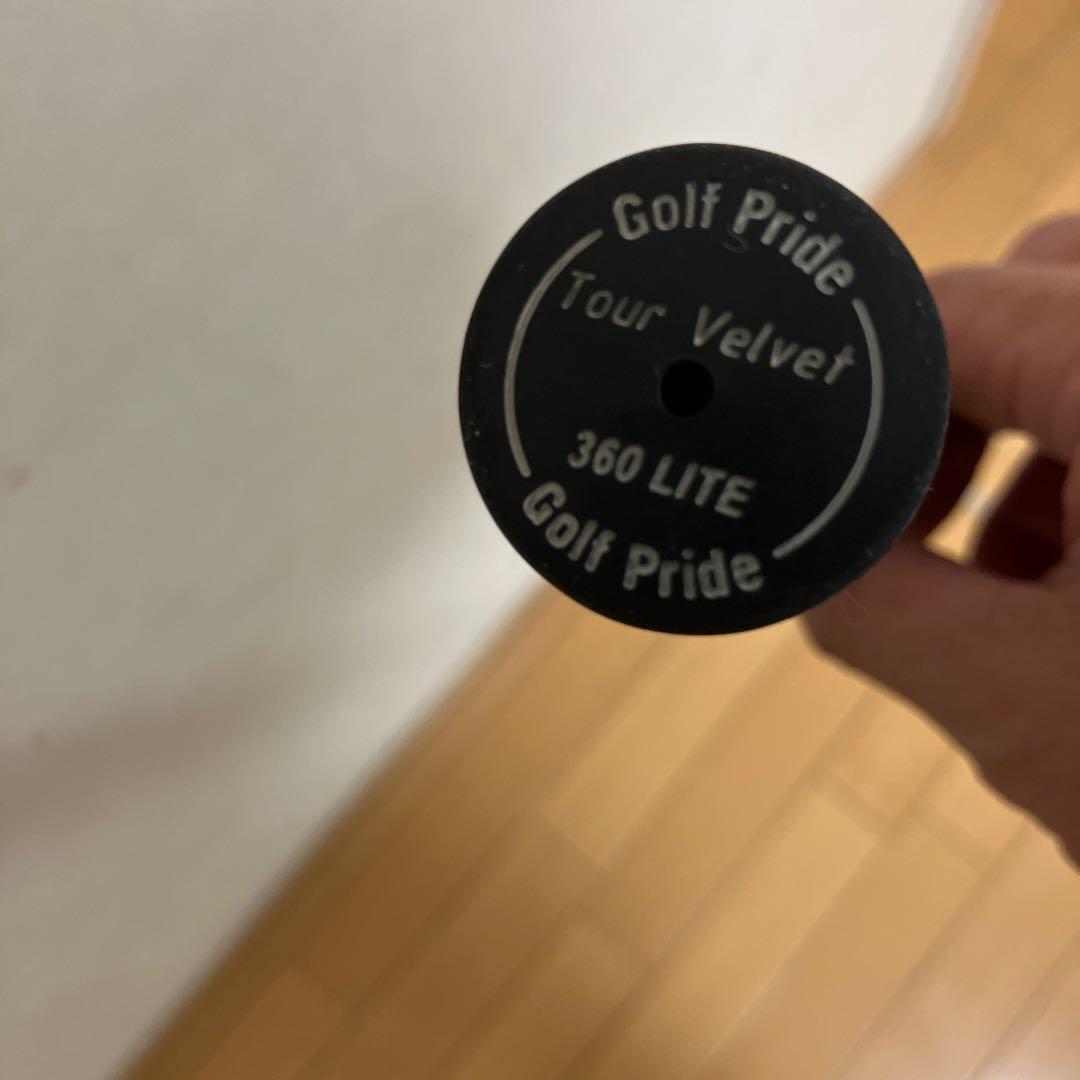 Golf Pride
Tour Velvet
360 LITE
Golf Pride